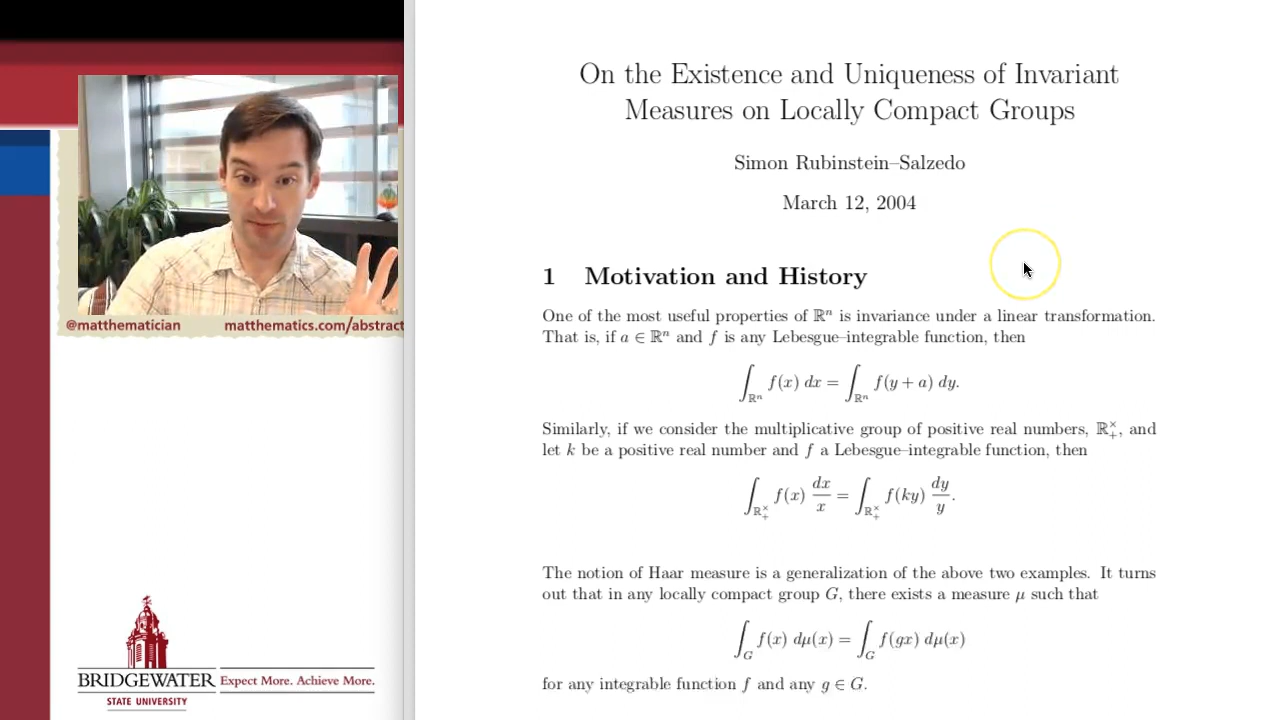 On the Existence and Uniqueness of Invariant
Measures on Locally Compact Groups
Simon Rubinstein–Salzedo
March 12, 2004
1 Motivation and History
One of the most useful properties of ℝⁿ is invariance under a linear transformation.
That is, if a ∈ ℝⁿ and f is any Lebesgue–integrable function, then
∫_{ℝⁿ} f(x) dx = ∫_{ℝⁿ} f(y + a) dy.
Similarly, if we consider the multiplicative group of positive real numbers, ℝ₊^×, and
let k be a positive real number and f a Lebesgue–integrable function, then
∫_{ℝ₊^×} f(x) dx/x = ∫_{ℝ₊^×} f(ky) dy/y.
The notion of Haar measure is a generalization of the above two examples. It turns
out that in any locally compact group G, there exists a measure μ such that
∫_G f(x) dμ(x) = ∫_G f(gx) dμ(x)
for any integrable function f and any g ∈ G.
@matthematician matthematics.com/abstract
BRIDGEWATER
STATE UNIVERSITY
Expect More. Achieve More.